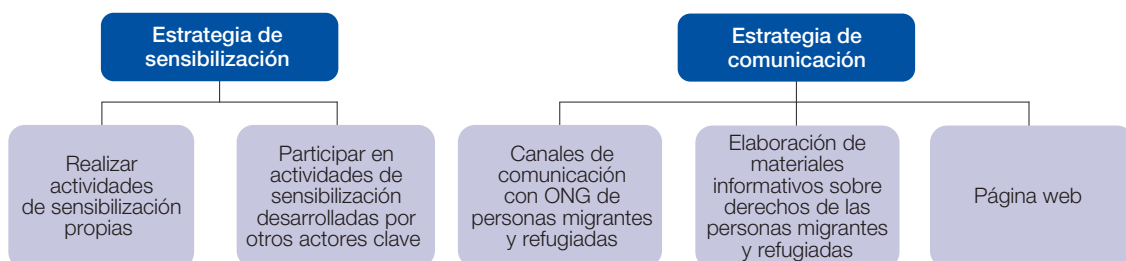 Estrategia de
sensibilización
Estrategia de
comunicación
Realizar
actividades
de sensibilización
propias
Participar en
actividades de
sensibilización
desarrolladas por
otros actores clave
Canales de
comunicación
con ONG de
personas migrantes
y refugiadas
Elaboración de
materiales
informativos sobre
derechos de las
personas migrantes
y refugiadas
Página web